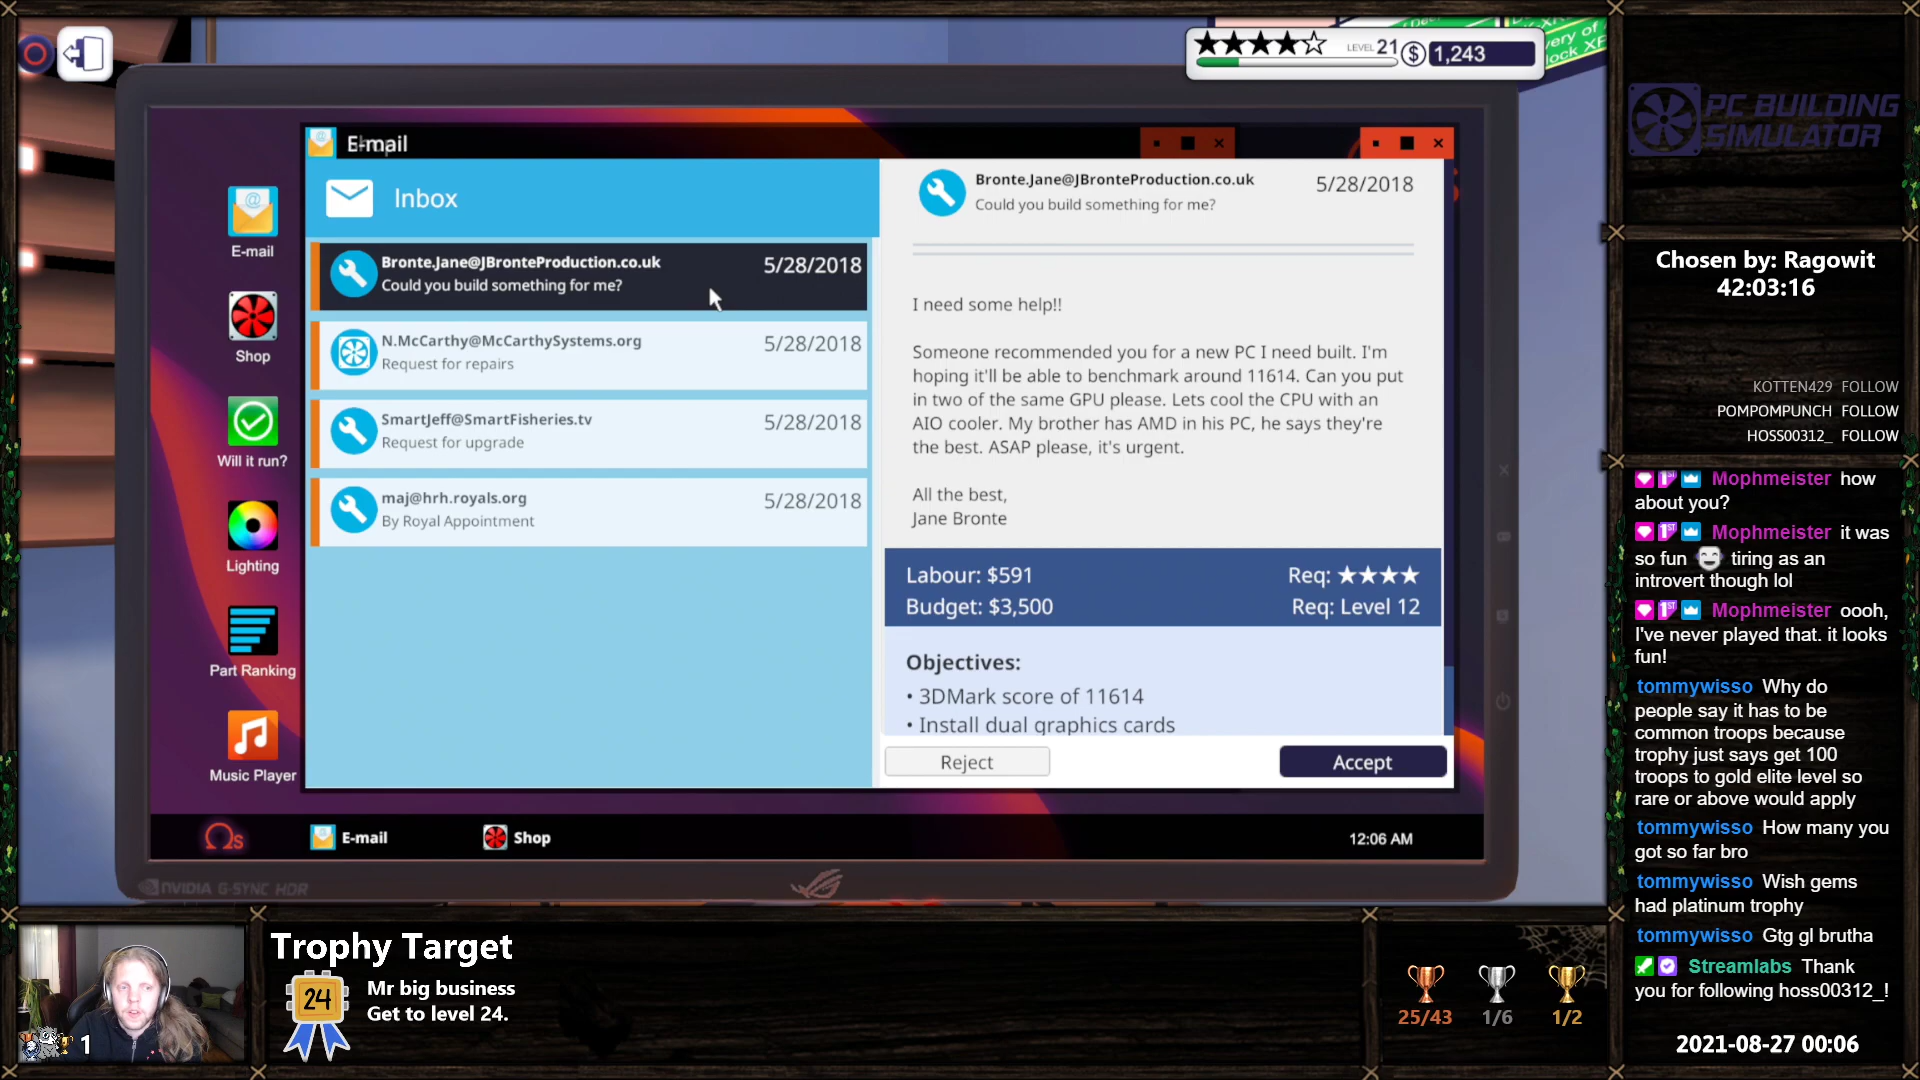 ★★★★☆ LEVEL 21 $ 1,243
PC BUILDING
SIMULATOR
E-mail
Inbox
Bronte.Jane@JBronteProduction.co.uk 5/28/2018
Could you build something for me?
N.McCarthy@McCarthySystems.org 5/28/2018
Request for repairs
SmartJeff@SmartFisheries.tv 5/28/2018
Request for upgrade
maj@hrh.royals.org 5/28/2018
By Royal Appointment
E-mail
Shop
Will it run?
Lighting
Part Ranking
Music Player
Bronte.Jane@JBronteProduction.co.uk 5/28/2018
Could you build something for me?
I need some help!!
Someone recommended you for a new PC I need built. I'm
hoping it'll be able to benchmark around 11614. Can you put
in two of the same GPU please. Lets cool the CPU with an
AIO cooler. My brother has AMD in his PC, he says they're
the best. ASAP please, it's urgent.
All the best,
Jane Bronte
Labour: $591 Req: ★★★★
Budget: $3,500 Req: Level 12
Objectives:
• 3DMark score of 11614
• Install dual graphics cards
Reject Accept
E-mail Shop 12:06 AM
NVIDIA G-SYNC HDR
Chosen by: Ragowit
42:03:16
KOTTEN429 FOLLOW
POMPOMPUNCH FOLLOW
HOSS00312_ FOLLOW
Mophmeister how
about you?
Mophmeister it was
so fun tiring as an
introvert though lol
Mophmeister oooh,
I've never played that. it looks
fun!
tommywisso Why do
people say it has to be
common troops because
trophy just says get 100
troops to gold elite level so
rare or above would apply
tommywisso How many you
got so far bro
tommywisso Wish gems
had platinum trophy
tommywisso Gtg gl brutha
Streamlabs Thank
you for following hoss00312_!
2021-08-27 00:06
Trophy Target
24
Mr big business
Get to level 24.
1
25/43 1/6 1/2